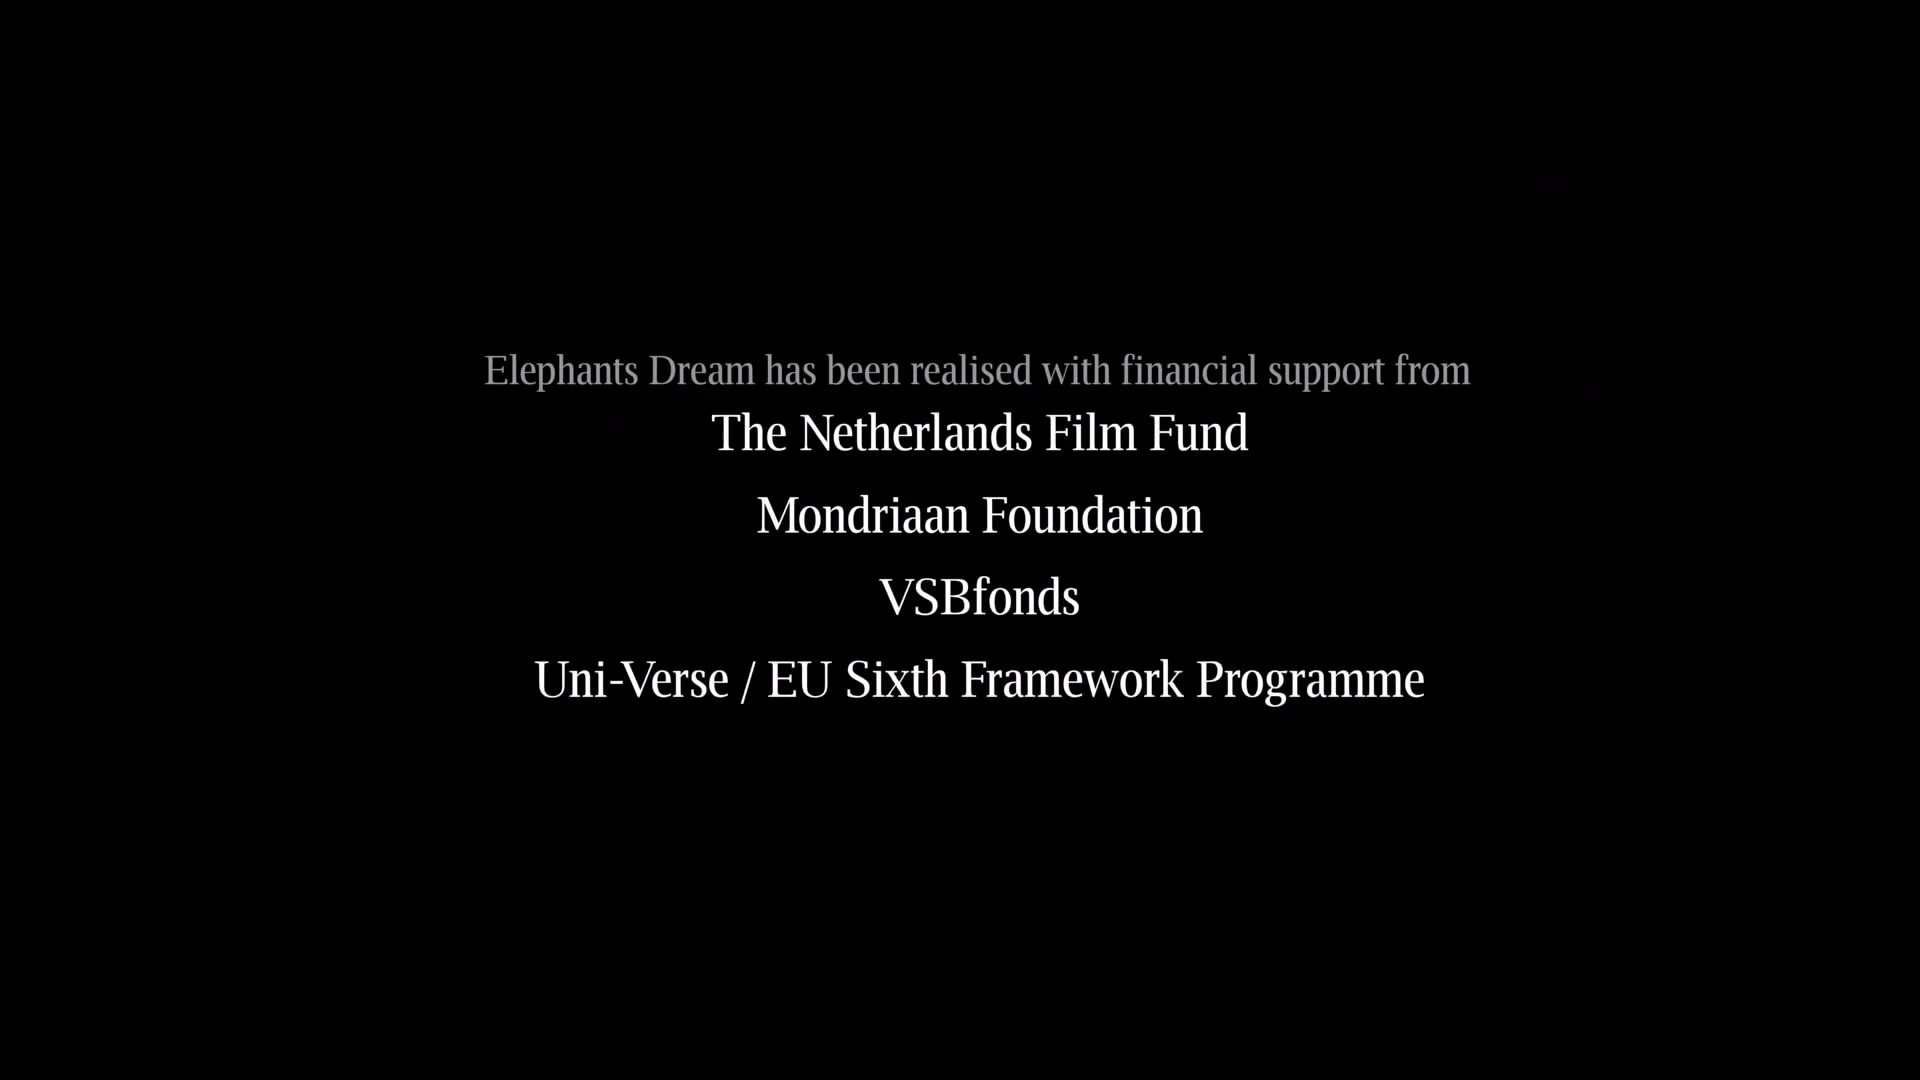 Elephants Dream has been realised with financial support from
The Netherlands Film Fund
Mondriaan Foundation
VSBfonds
Uni-Verse / EU Sixth Framework Programme